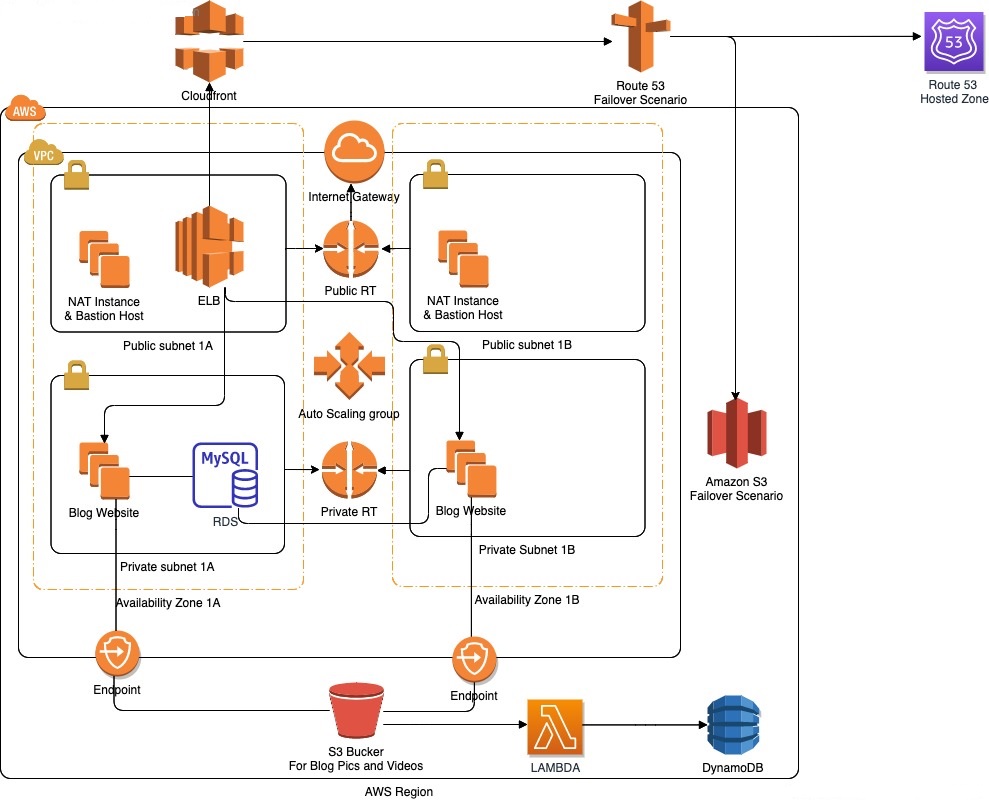 53
Cloudfront
Route 53
Failover Scenario
Route 53
Hosted Zone
AWS
VPC
Internet Gateway
NAT Instance
& Bastion Host
ELB
Public RT
NAT Instance
& Bastion Host
Public subnet 1A
Public subnet 1B
Auto Scaling group
MySQL
Blog Website
RDS
Private RT
Blog Website
Amazon S3
Failover Scenario
Private subnet 1A
Private Subnet 1B
Availability Zone 1A
Availability Zone 1B
Endpoint
Endpoint
S3 Bucker
For Blog Pics and Videos
LAMBDA
DynamoDB
AWS Region